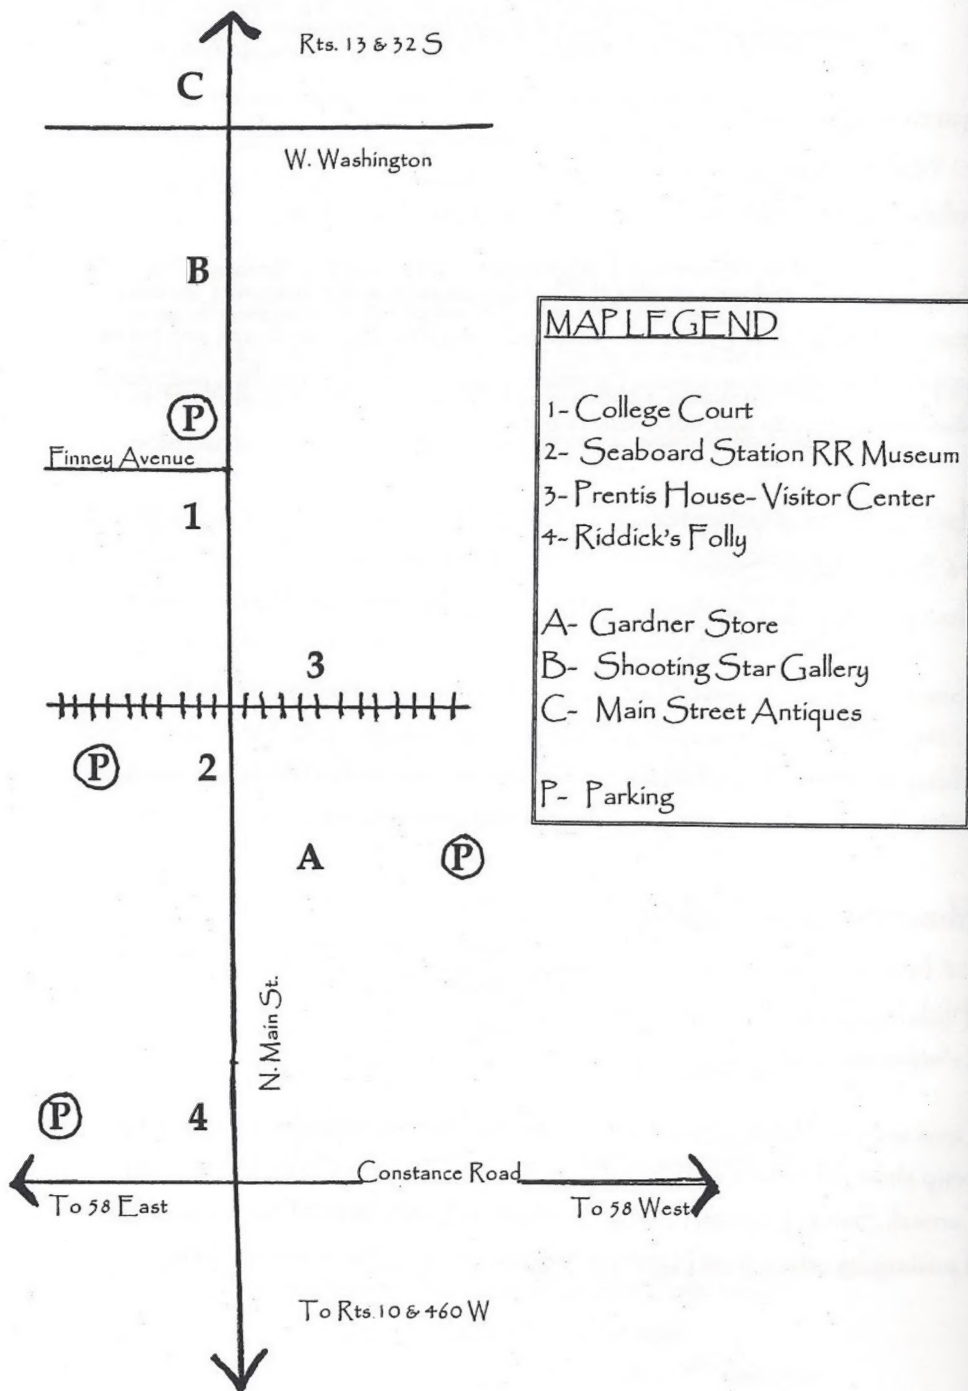 Rts. 13 & 32 S
C
W. Washington
B
P
Finney Avenue
1
3
P
2
A
P
N. Main St.
P
4
Constance Road
To 58 East
To 58 West
To Rts. 10 & 460 W
MAP LEGEND
1- College Court
2- Seaboard Station RR Museum
3- Prentis House- Visitor Center
4- Riddick's Folly
A- Gardner Store
B- Shooting Star Gallery
C- Main Street Antiques
P- Parking